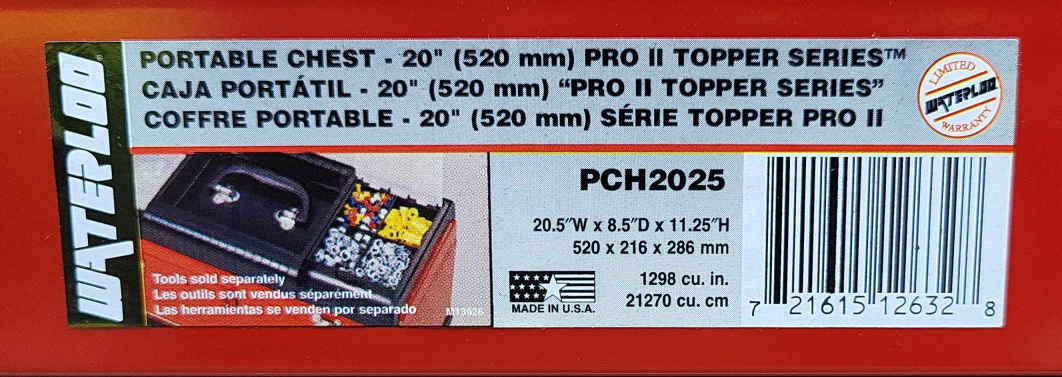 WATERLOO
PORTABLE CHEST - 20" (520 mm) PRO II TOPPER SERIES™
CAJA PORTÁTIL - 20" (520 mm) “PRO II TOPPER SERIES”
COFFRE PORTABLE - 20" (520 mm) SÉRIE TOPPER PRO II
LIMITED
WATERLOO
WARRANTY
Tools sold separately
Les outils sont vendus séparément
Las herramientas se venden por separado
PCH2025
20.5″W x 8.5″D x 11.25″H
520 x 216 x 286 mm
1298 cu. in.
21270 cu. cm
MADE IN U.S.A.
7 21615 12632 8